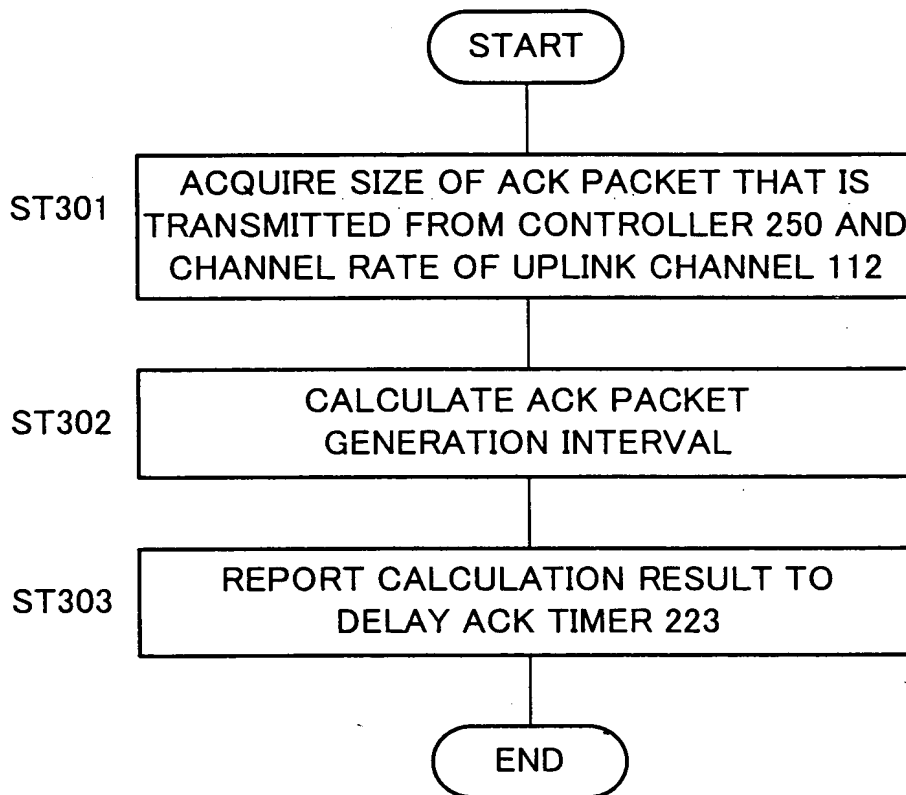 START
ST301
ACQUIRE SIZE OF ACK PACKET THAT IS
TRANSMITTED FROM CONTROLLER 250 AND
CHANNEL RATE OF UPLINK CHANNEL 112
ST302
CALCULATE ACK PACKET
GENERATION INTERVAL
ST303
REPORT CALCULATION RESULT TO
DELAY ACK TIMER 223
END